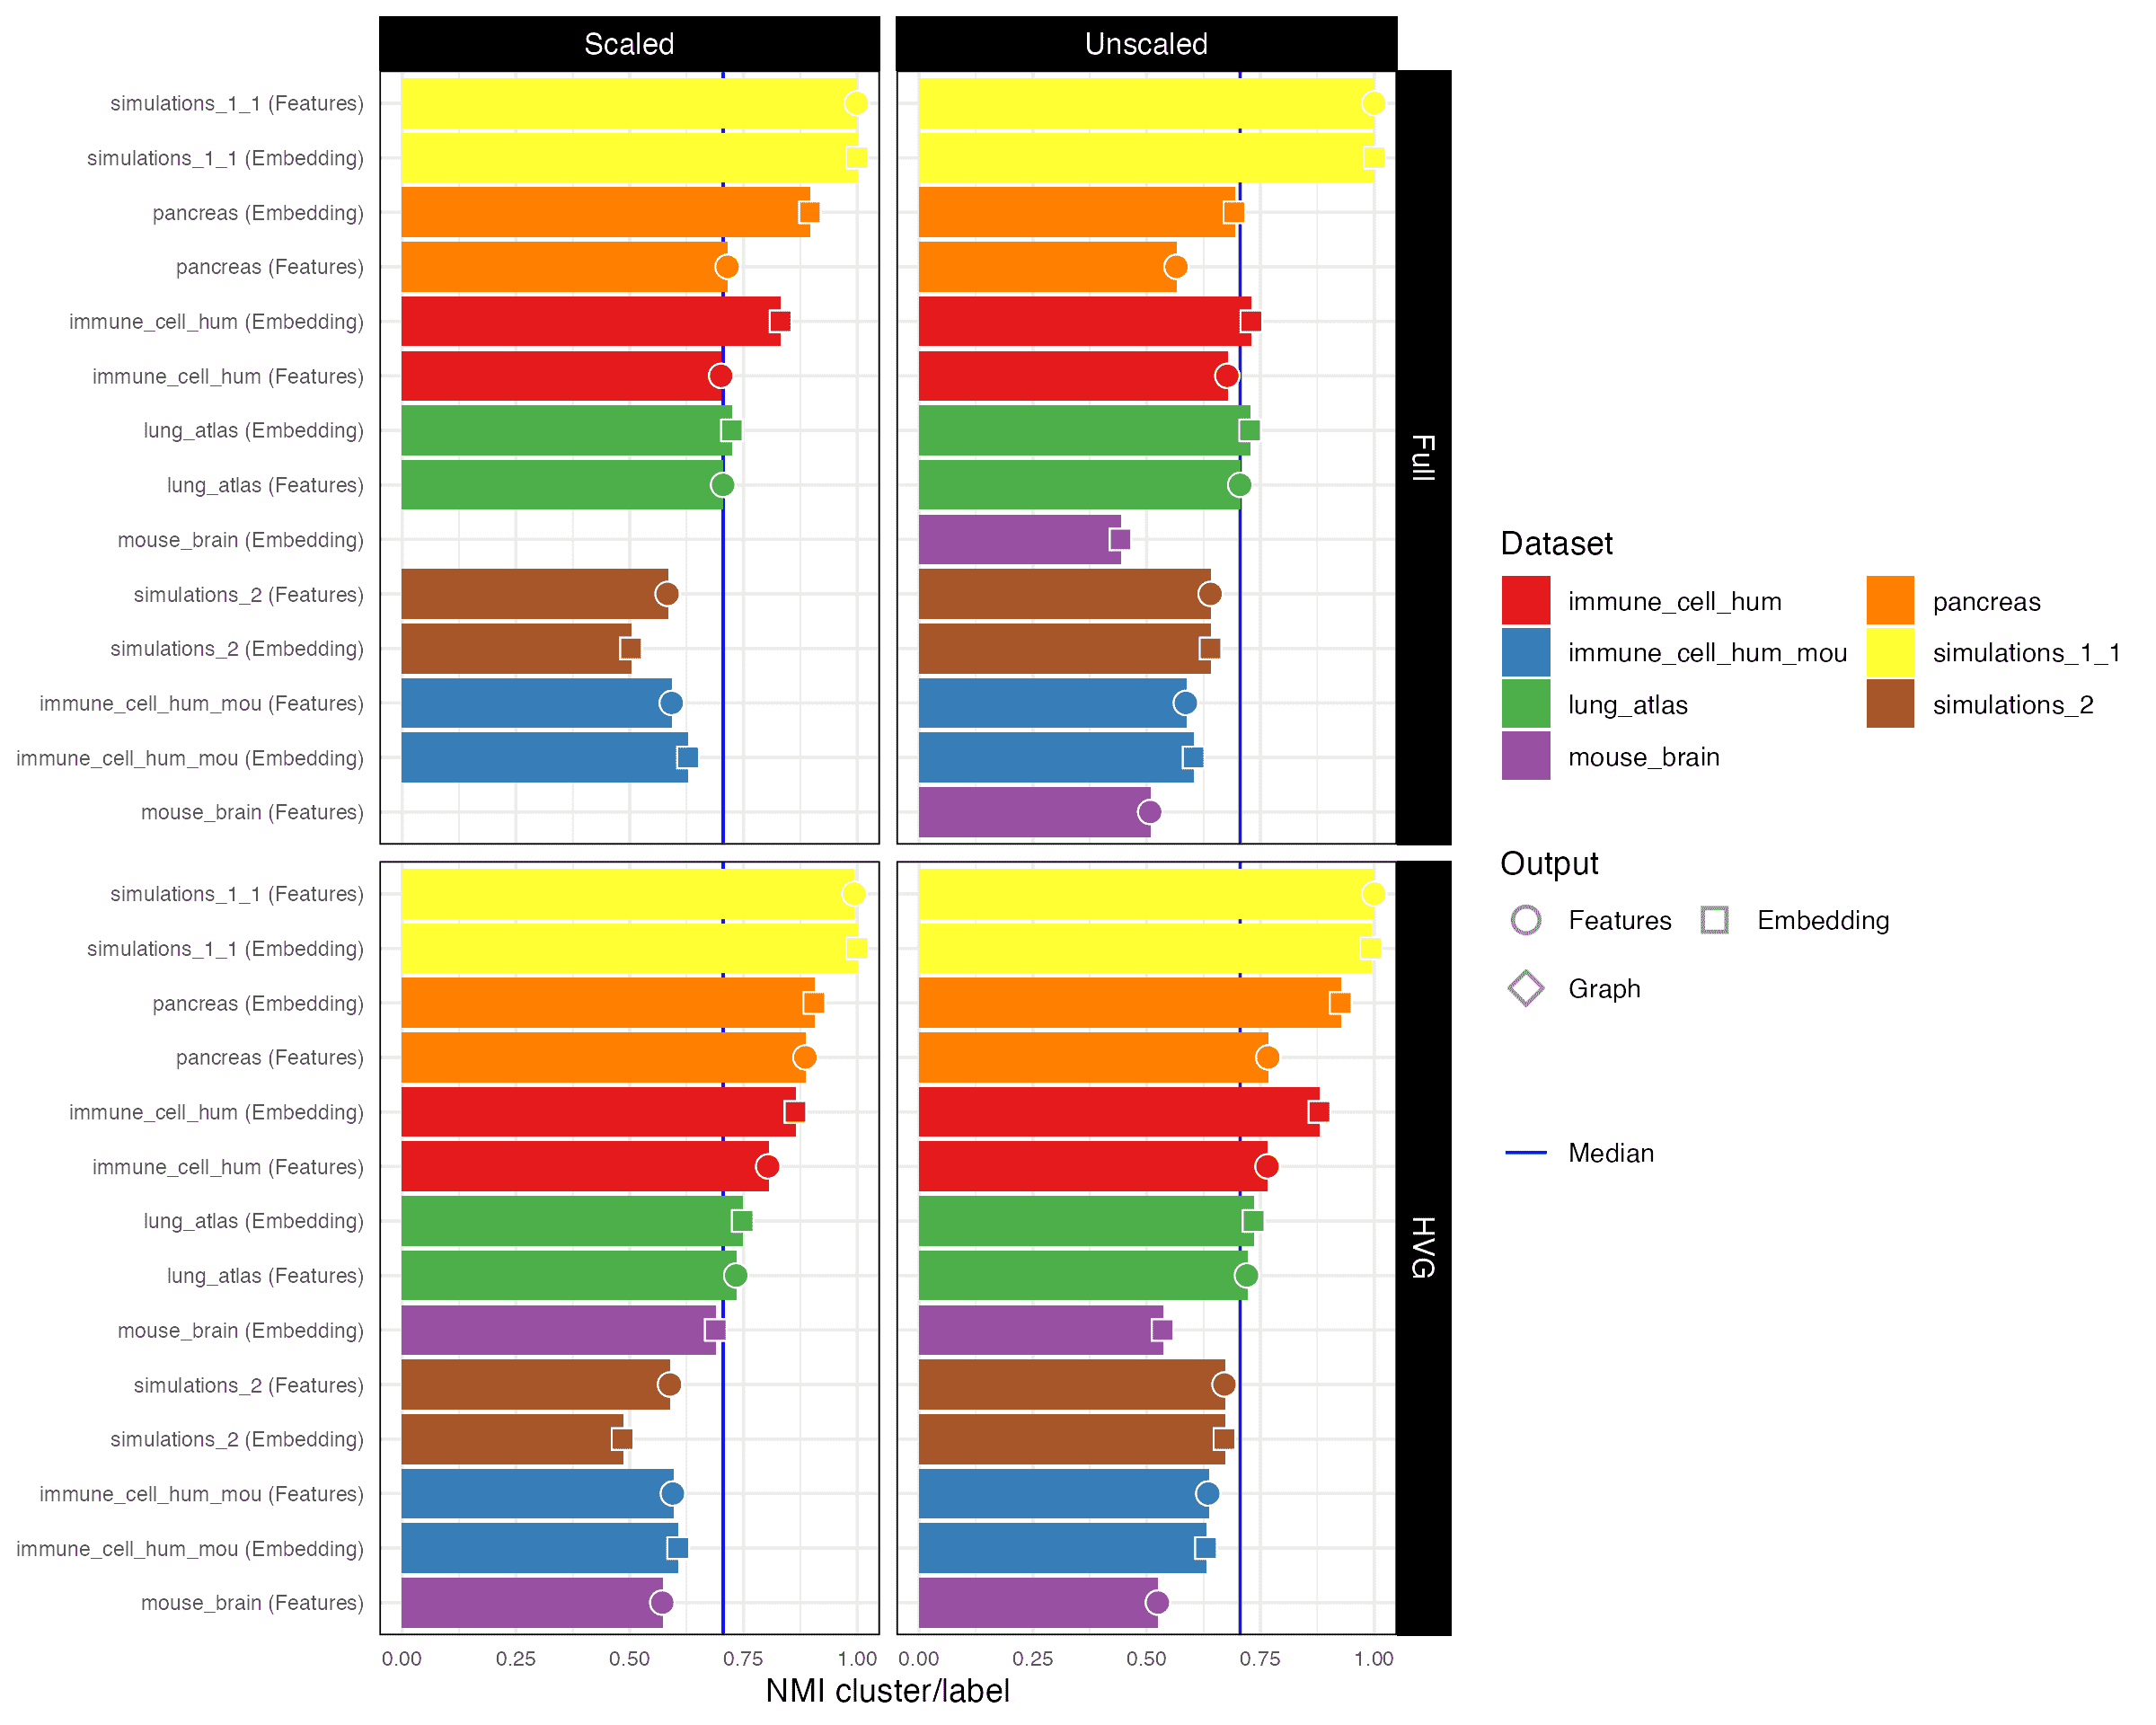 Scaled
Unscaled
simulations_1_1 (Features)
simulations_1_1 (Embedding)
pancreas (Embedding)
pancreas (Features)
immune_cell_hum (Embedding)
immune_cell_hum (Features)
lung_atlas (Embedding)
lung_atlas (Features)
mouse_brain (Embedding)
simulations_2 (Features)
simulations_2 (Embedding)
immune_cell_hum_mou (Features)
immune_cell_hum_mou (Embedding)
mouse_brain (Features)
Full
simulations_1_1 (Features)
simulations_1_1 (Embedding)
pancreas (Embedding)
pancreas (Features)
immune_cell_hum (Embedding)
immune_cell_hum (Features)
lung_atlas (Embedding)
lung_atlas (Features)
mouse_brain (Embedding)
simulations_2 (Features)
simulations_2 (Embedding)
immune_cell_hum_mou (Features)
immune_cell_hum_mou (Embedding)
mouse_brain (Features)
HVG
0.00 0.25 0.50 0.75 1.00 0.00 0.25 0.50 0.75 1.00
NMI cluster/label
Dataset
immune_cell_hum pancreas
immune_cell_hum_mou simulations_1_1
lung_atlas simulations_2
mouse_brain
Output
Features Embedding
Graph
Median